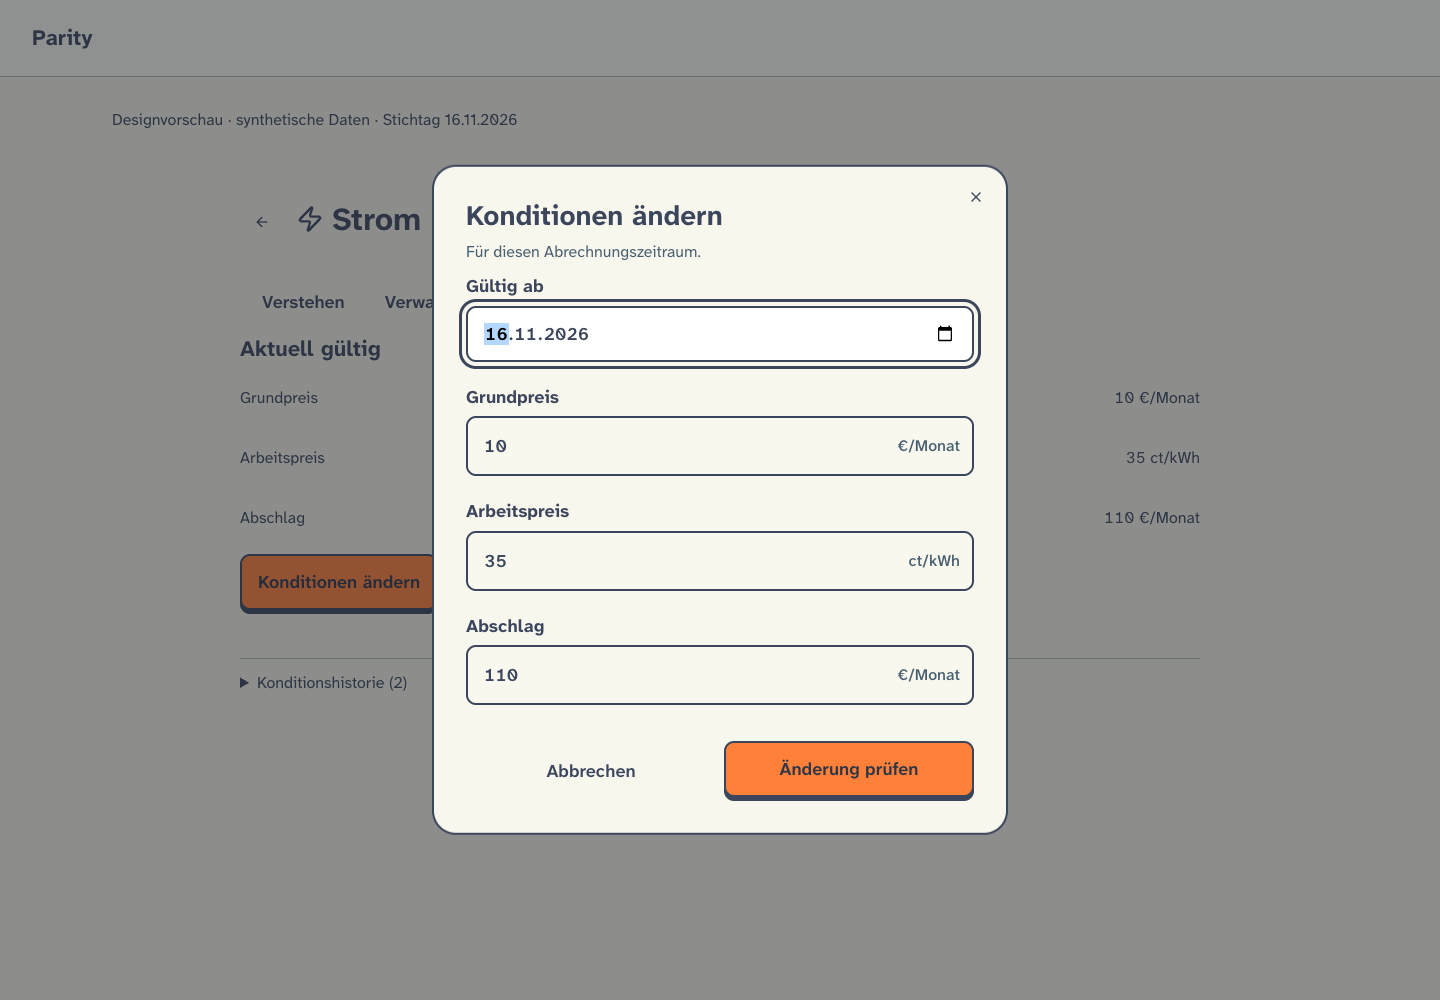 Parity
Designvorschau · synthetische Daten · Stichtag 16.11.2026
Strom
Verstehen
Aktuell gültig
Grundpreis 10 €/Monat
Arbeitspreis 35 ct/kWh
Abschlag 110 €/Monat
Konditionen ändern
Konditionshistorie (2)
Konditionen ändern
Für diesen Abrechnungszeitraum.
Gültig ab
16.11.2026
Grundpreis
10 €/Monat
Arbeitspreis
35 ct/kWh
Abschlag
110 €/Monat
Abbrechen Änderung prüfen